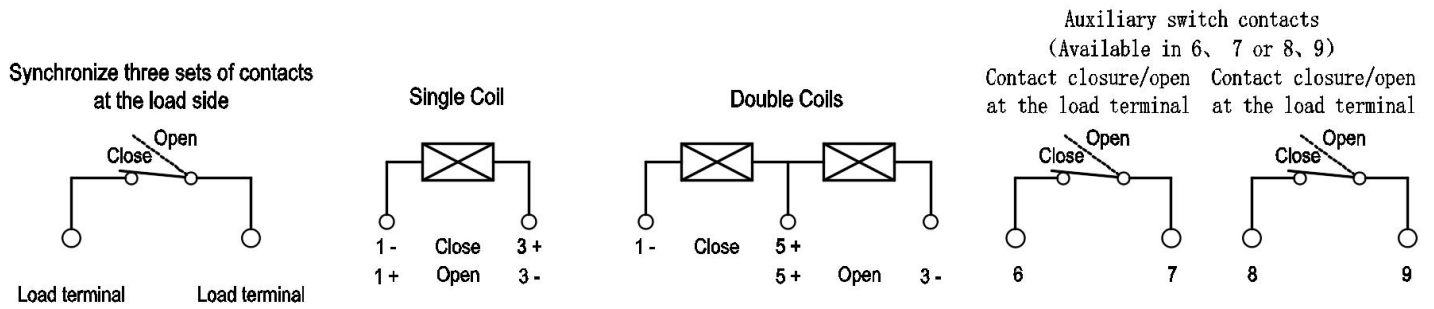 Synchronize three sets of contacts
at the load side
Open
Close
Load terminal Load terminal
Single Coil
1 - Close 3 +
1 + Open 3 -
Double Coils
1 - Close 5 +
5 + Open 3 -
Auxiliary switch contacts
(Available in 6、 7 or 8、9)
Contact closure/open
at the load terminal
Open
Close
6 7
Contact closure/open
at the load terminal
Open
Close
8 9